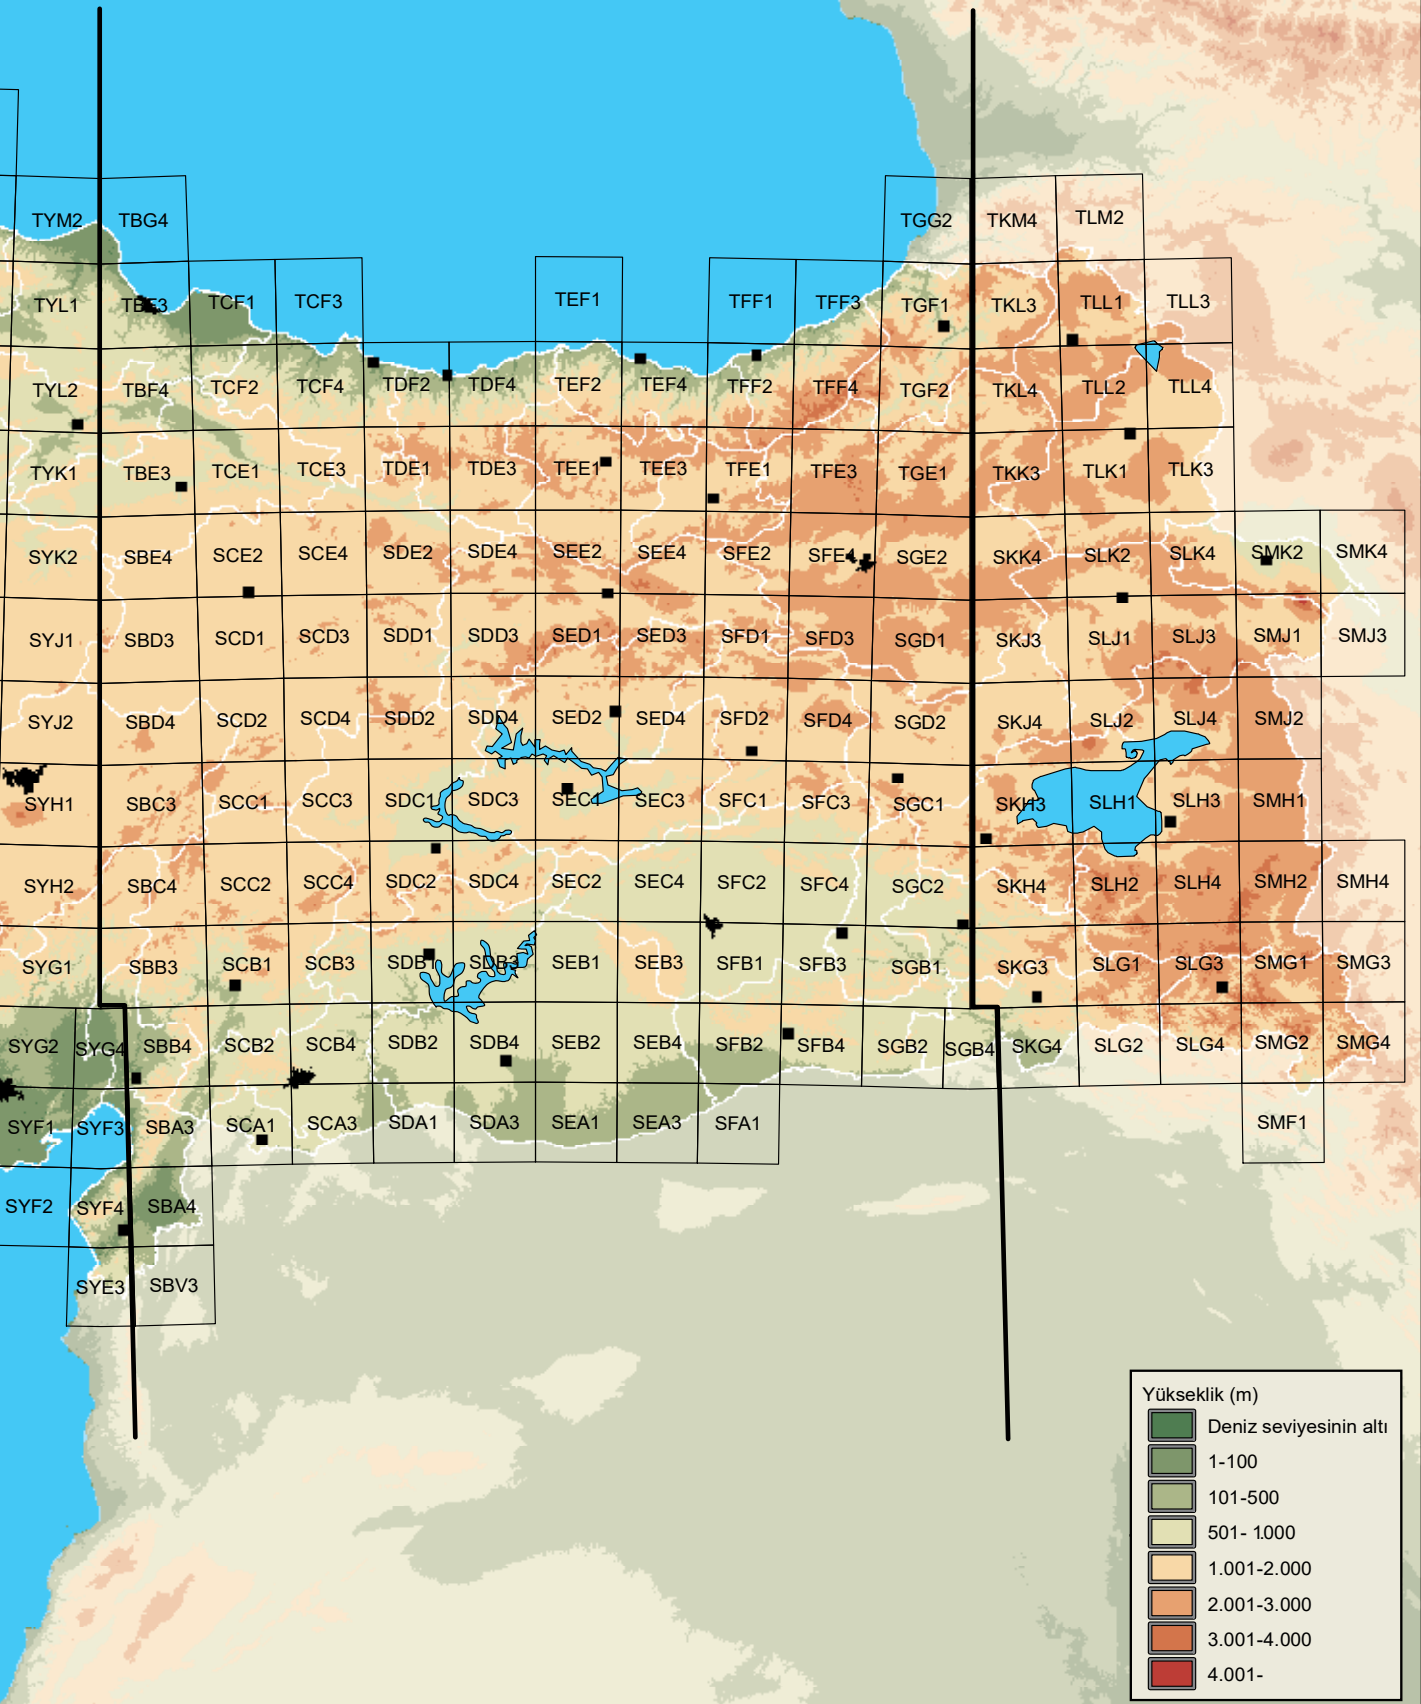 TYM2 TBG4 TGG2 TKM4 TLM2
TYL1 TBF3 TCF1 TCF3 TEF1 TFF1 TFF3 TGF1 TKL3 TLL1 TLL3
TYL2 TBF4 TCF2 TCF4 TDF2 TDF4 TEF2 TEF4 TFF2 TFF4 TGF2 TKL4 TLL2 TLL4
TYK1 TBE3 TCE1 TCE3 TDE1 TDE3 TEE1 TEE3 TFE1 TFE3 TGE1 TKK3 TLK1 TLK3
SYK2 SBE4 SCE2 SCE4 SDE2 SDE4 SEE2 SEE4 SFE2 SFE4 SGE2 SKK4 SLK2 SLK4 SMK2 SMK4
SYJ1 SBD3 SCD1 SCD3 SDD1 SDD3 SED1 SED3 SFD1 SFD3 SGD1 SKJ3 SLJ1 SLJ3 SMJ1 SMJ3
SYJ2 SBD4 SCD2 SCD4 SDD2 SDD4 SED2 SED4 SFD2 SFD4 SGD2 SKJ4 SLJ2 SLJ4 SMJ2
SYH1 SBC3 SCC1 SCC3 SDC1 SDC3 SEC1 SEC3 SFC1 SFC3 SGC1 SKH3 SLH1 SLH3 SMH1
SYH2 SBC4 SCC2 SCC4 SDC2 SDC4 SEC2 SEC4 SFC2 SFC4 SGC2 SKH4 SLH2 SLH4 SMH2 SMH4
SYG1 SBB3 SCB1 SCB3 SDB1 SDB3 SEB1 SEB3 SFB1 SFB3 SGB1 SKG3 SLG1 SLG3 SMG1 SMG3
SYG2 SYG4 SBB4 SCB2 SCB4 SDB2 SDB4 SEB2 SEB4 SFB2 SFB4 SGB2 SGB4 SKG4 SLG2 SLG4 SMG2 SMG4
SYF1 SYF3 SBA3 SCA1 SCA3 SDA1 SDA3 SEA1 SEA3 SFA1 SMF1
SYF2 SYF4 SBA4
SYE3 SBV3
Yükseklik (m)
Deniz seviyesinin altı
1-100
101-500
501- 1.000
1.001-2.000
2.001-3.000
3.001-4.000
4.001-